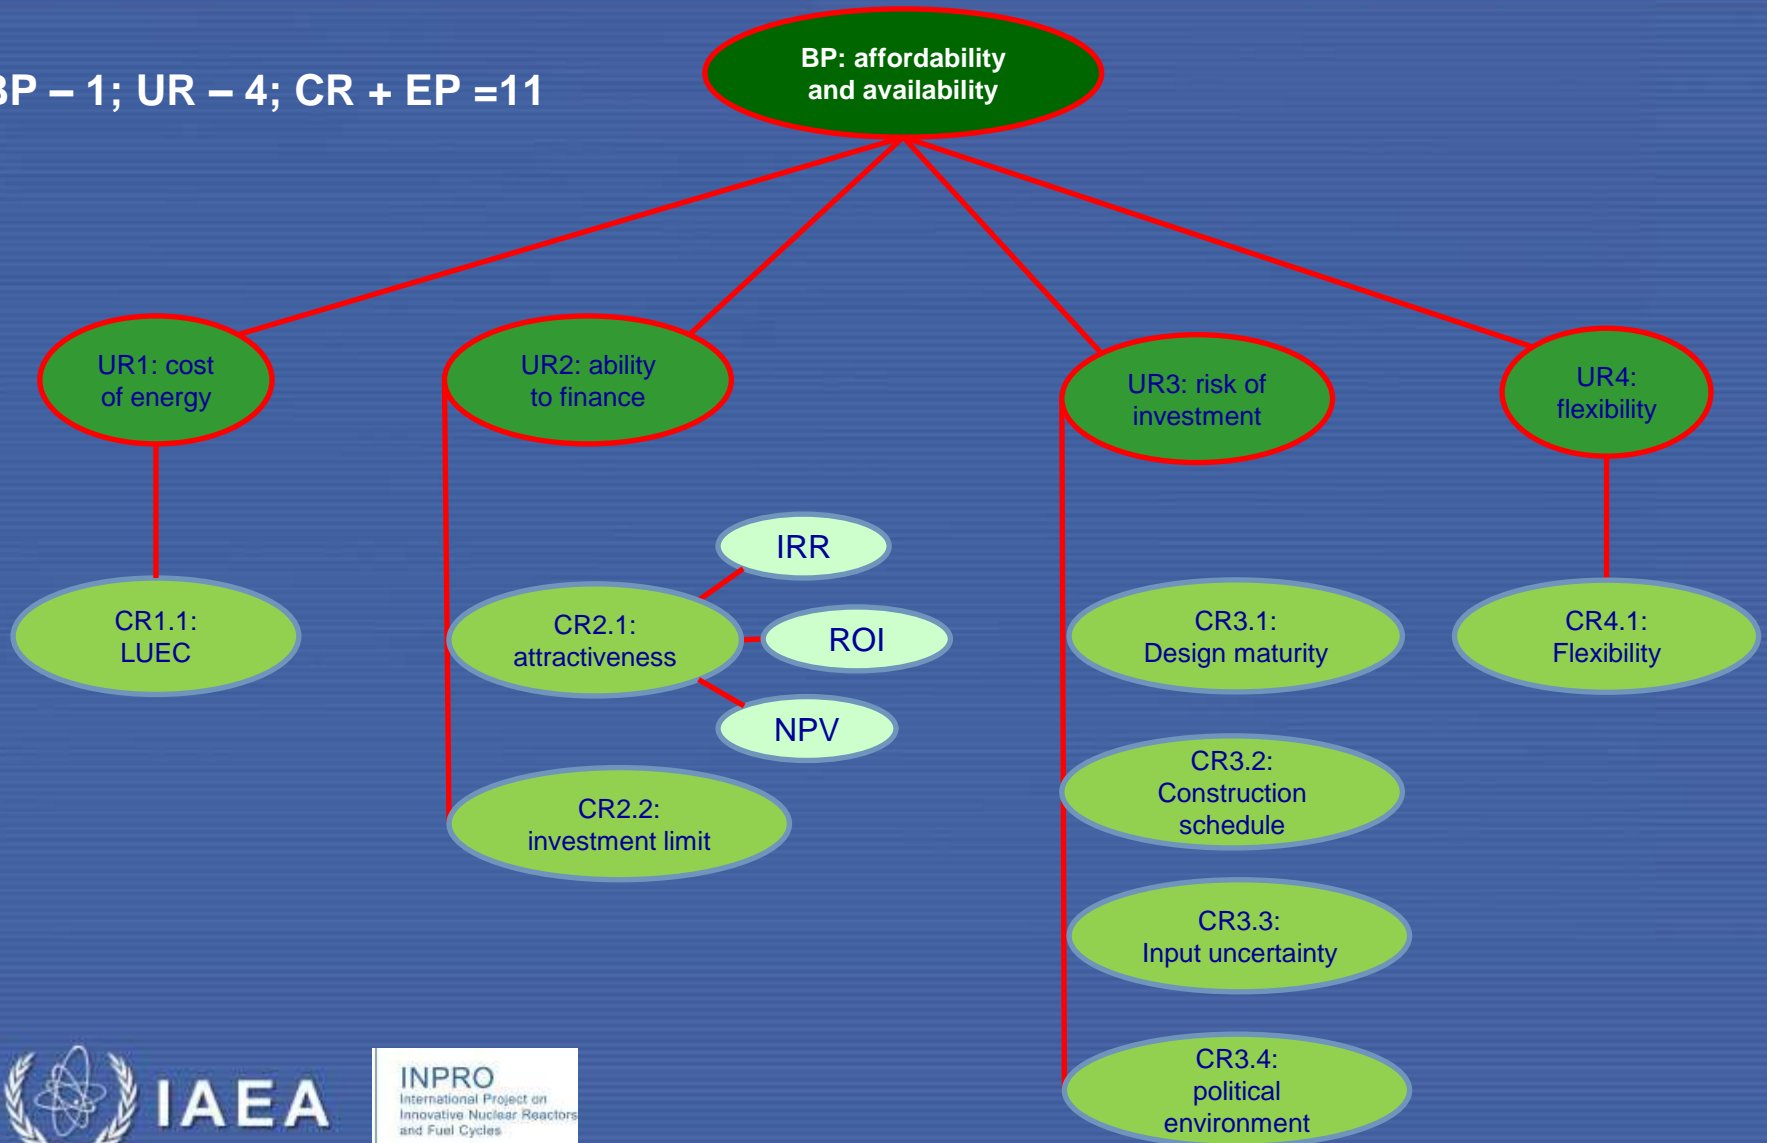 BP: affordability
and availability
BP – 1; UR – 4; CR + EP =11
UR1: cost
of energy
UR2: ability
to finance
UR3: risk of
investment
UR4:
flexibility
IRR
CR1.1:
LUEC
CR2.1:
attractiveness
ROI
NPV
CR2.2:
investment limit
CR3.1:
Design maturity
CR3.2:
Construction
schedule
CR3.3:
Input uncertainty
CR3.4:
political
environment
CR4.1:
Flexibility
IAEA
INPRO
International Project on
Innovative Nuclear Reactors
and Fuel Cycles